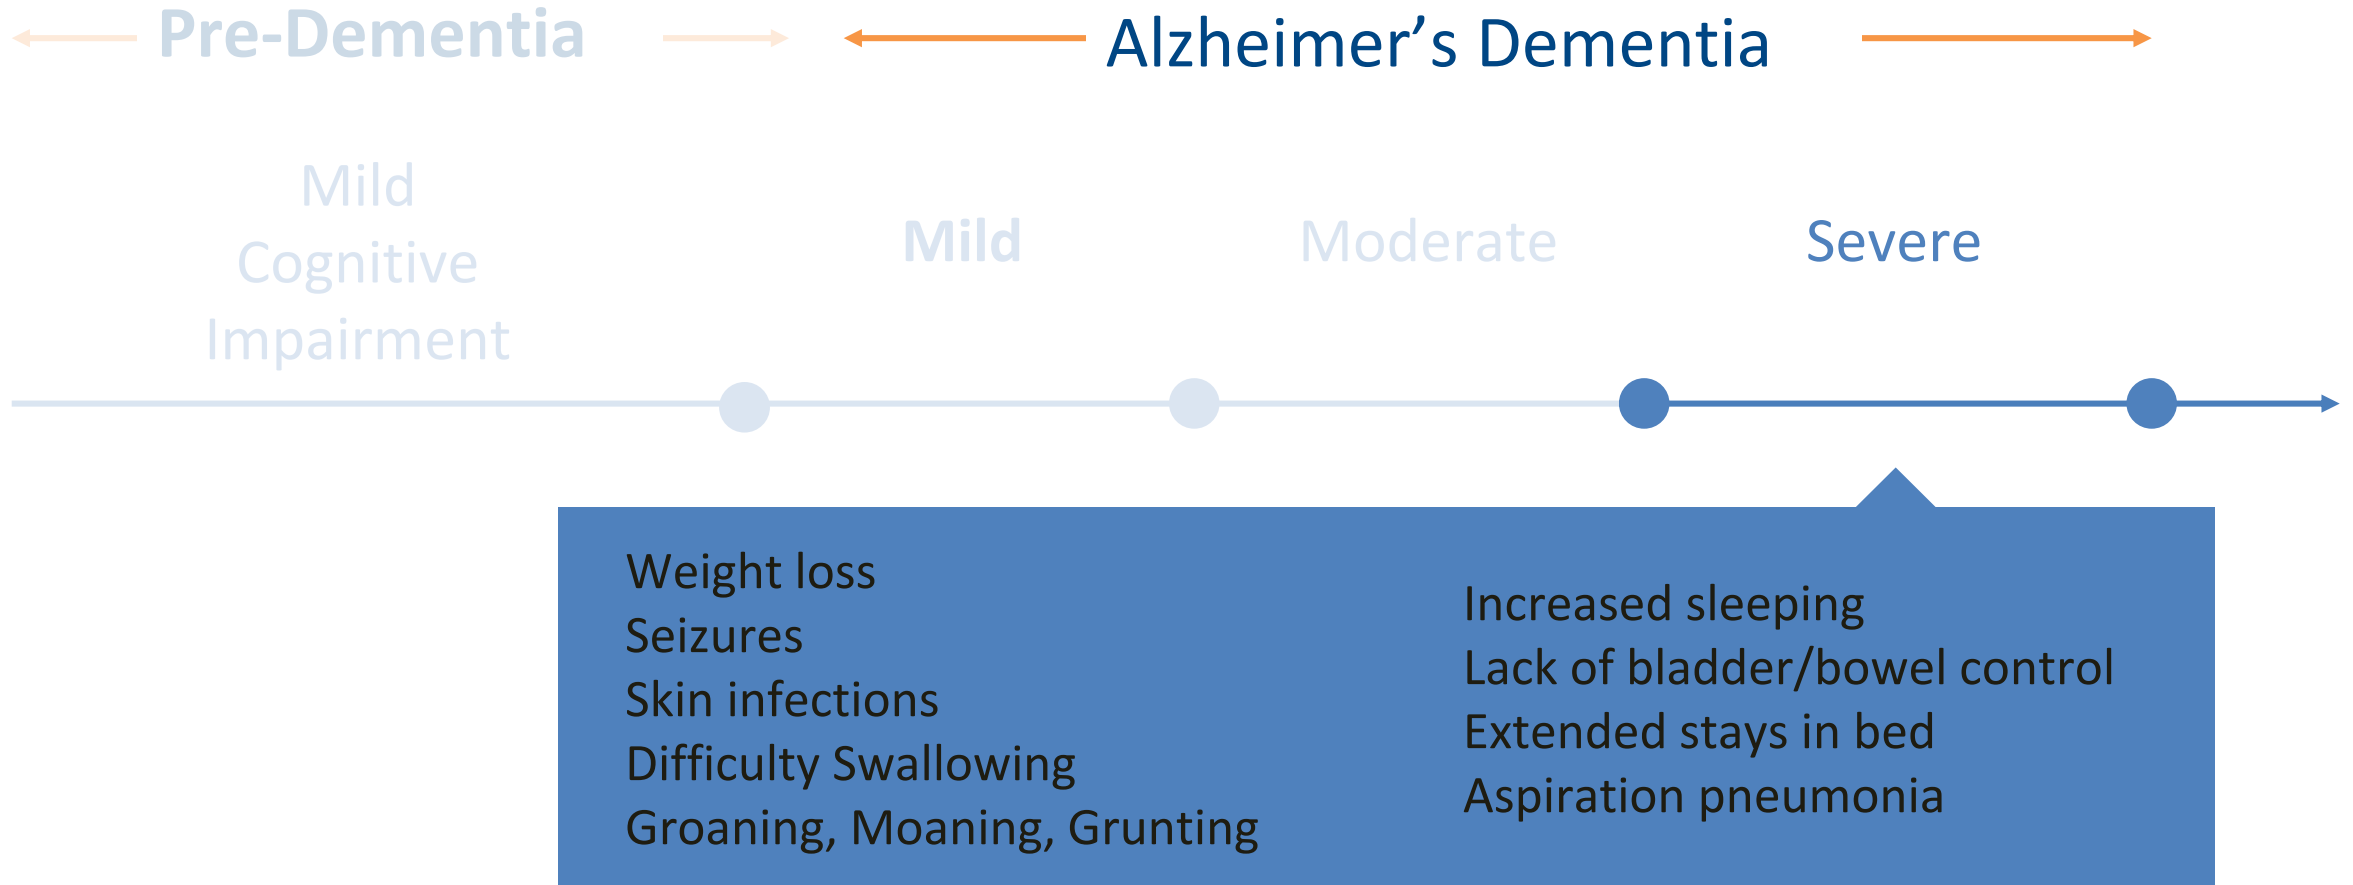 Pre-Dementia
Alzheimer’s Dementia
Mild
Cognitive
Impairment
Mild
Moderate
Severe
Weight loss
Seizures
Skin infections
Difficulty Swallowing
Groaning, Moaning, Grunting
Increased sleeping
Lack of bladder/bowel control
Extended stays in bed
Aspiration pneumonia